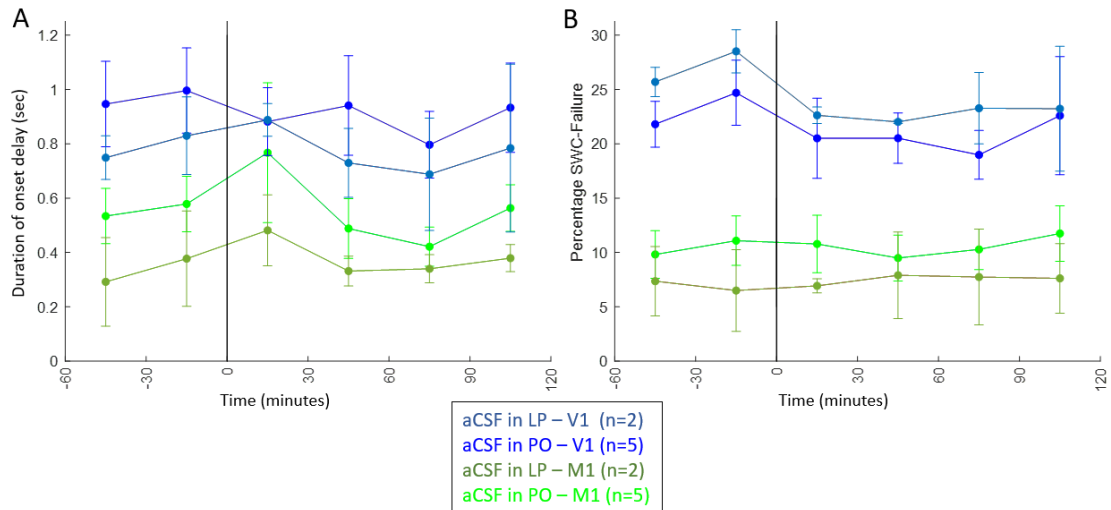 A
B
Duration of onset delay (sec)
1.2
1
0.8
0.6
0.4
0.2
0
-60
-30
0
30
60
90
120
Time (minutes)
Percentage SWC-Failure
30
25
20
15
10
5
0
-60
-30
0
30
60
90
120
Time (minutes)
aCSF in LP – V1 (n=2)
aCSF in PO – V1 (n=5)
aCSF in LP – M1 (n=2)
aCSF in PO – M1 (n=5)